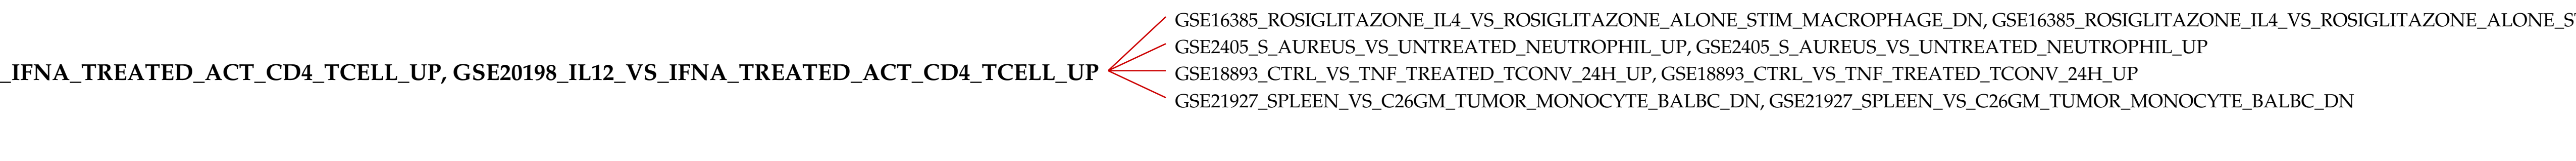 _IFNA_TREATED_ACT_CD4_TCELL_UP, GSE20198_IL12_VS_IFNA_TREATED_ACT_CD4_TCELL_UP
GSE16385_ROSIGLITAZONE_IL4_VS_ROSIGLITAZONE_ALONE_STIM_MACROPHAGE_DN, GSE16385_ROSIGLITAZONE_IL4_VS_ROSIGLITAZONE_ALONE_S
GSE2405_S_AUREUS_VS_UNTREATED_NEUTROPHIL_UP, GSE2405_S_AUREUS_VS_UNTREATED_NEUTROPHIL_UP
GSE18893_CTRL_VS_TNF_TREATED_TCONV_24H_UP, GSE18893_CTRL_VS_TNF_TREATED_TCONV_24H_UP
GSE21927_SPLEEN_VS_C26GM_TUMOR_MONOCYTE_BALBC_DN, GSE21927_SPLEEN_VS_C26GM_TUMOR_MONOCYTE_BALBC_DN